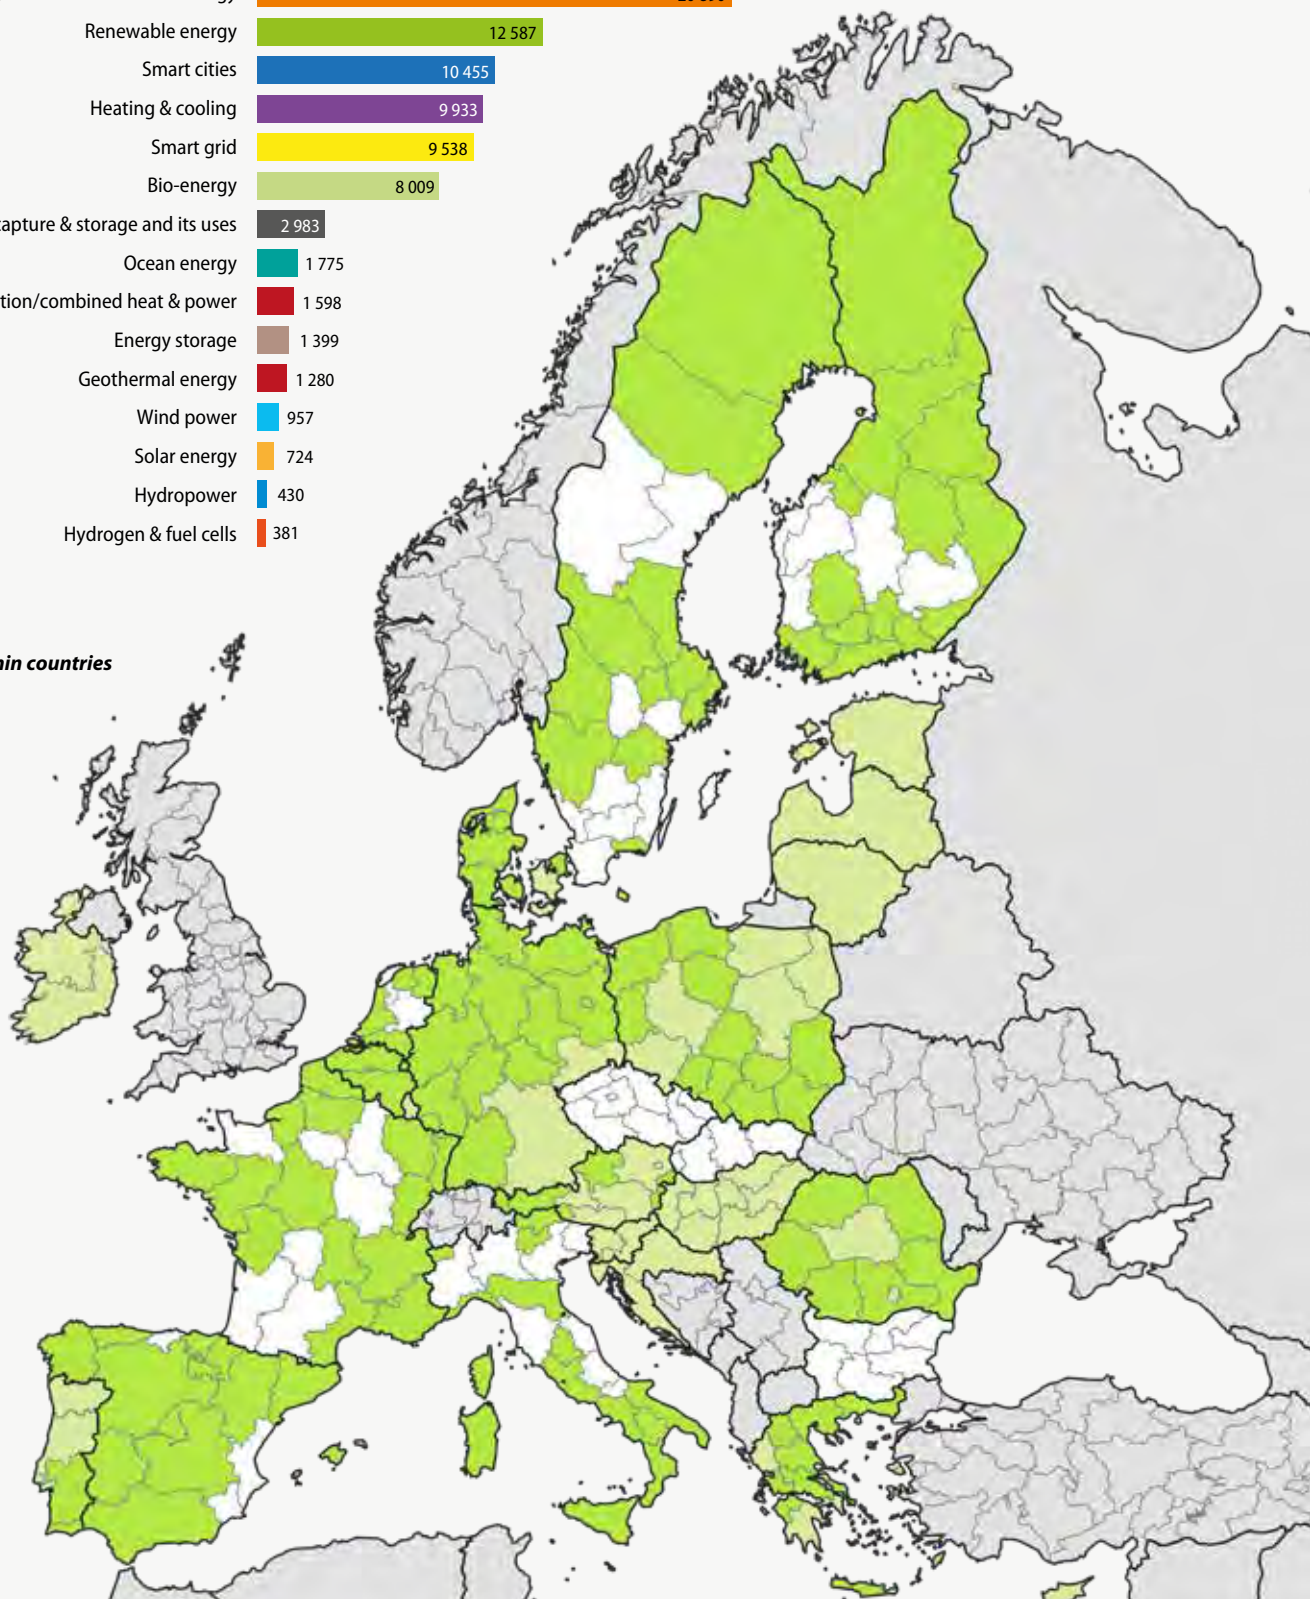 Renewable energy 12 587
Smart cities 10 455
Heating & cooling 9 933
Smart grid 9 538
Bio-energy 8 009
capture & storage and its uses 2 983
Ocean energy 1 775
tion/combined heat & power 1 598
Energy storage 1 399
Geothermal energy 1 280
Wind power 957
Solar energy 724
Hydropower 430
Hydrogen & fuel cells 381
hin countries